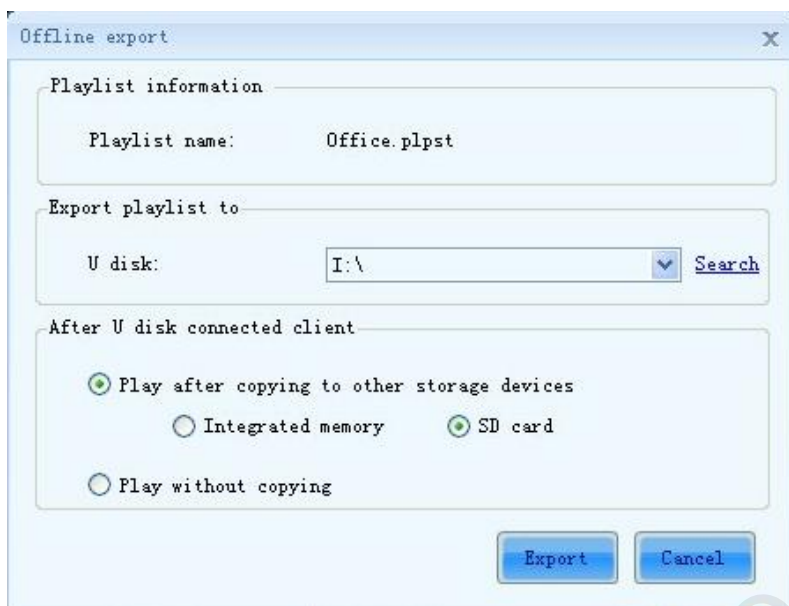 Offline export
Playlist information
Playlist name: Office.plpst
Export playlist to
U disk: I:\ Search
After U disk connected client
Play after copying to other storage devices
Integrated memory SD card
Play without copying
Export Cancel